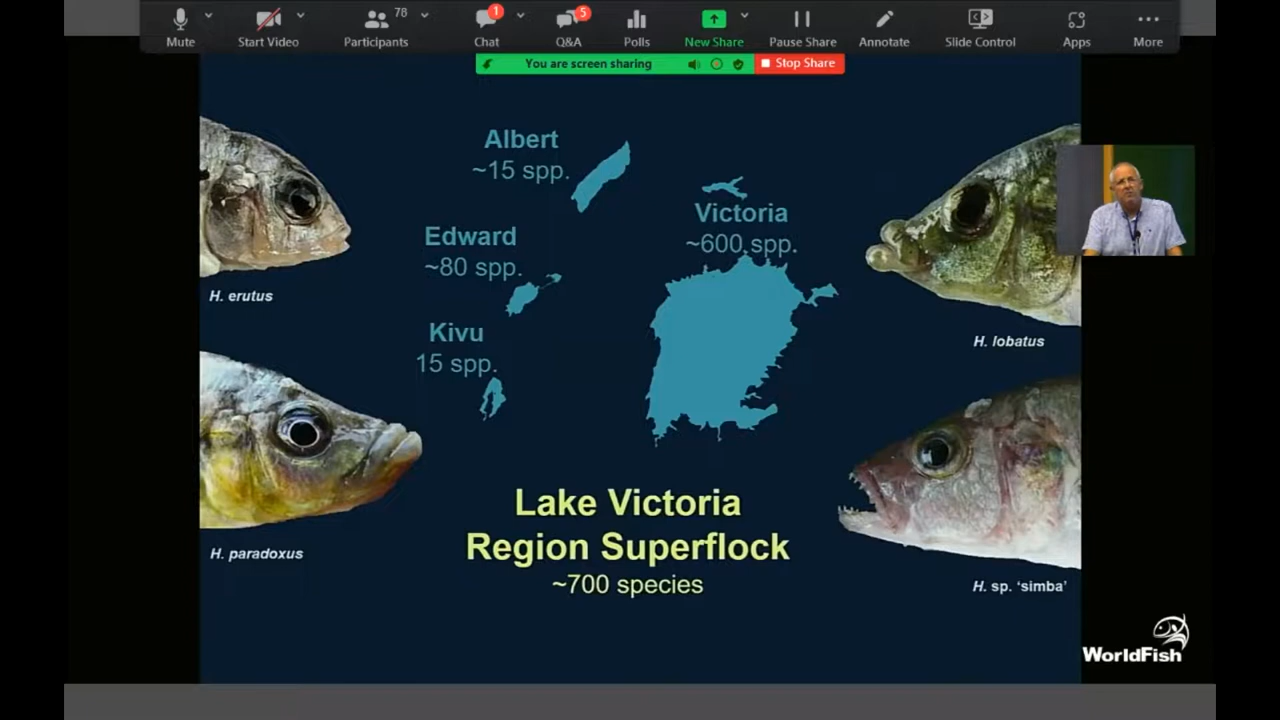 78
1
5
Mute
Start Video
Participants
Chat
Q&A
Polls
New Share
Pause Share
Annotate
Slide Control
Apps
More
You are screen sharing
Stop Share
Albert
~15 spp.
Victoria
~600 spp.
Edward
~80 spp.
H. erutus
Kivu
15 spp.
H. lobatus
Lake Victoria
Region Superflock
~700 species
H. paradoxus
H. sp. ‘simba’
WorldFish